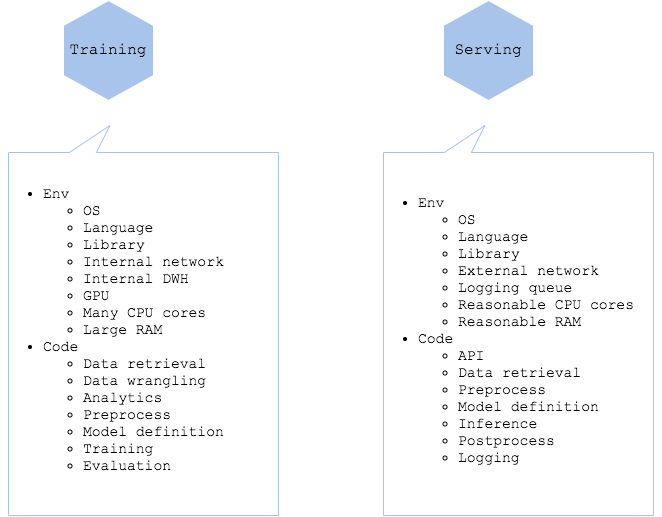 Training
Serving
Env
OS
Language
Library
Internal network
Internal DWH
GPU
Many CPU cores
Large RAM
Code
Data retrieval
Data wrangling
Analytics
Preprocess
Model definition
Training
Evaluation
Env
OS
Language
Library
External network
Logging queue
Reasonable CPU cores
Reasonable RAM
Code
API
Data retrieval
Preprocess
Model definition
Inference
Postprocess
Logging